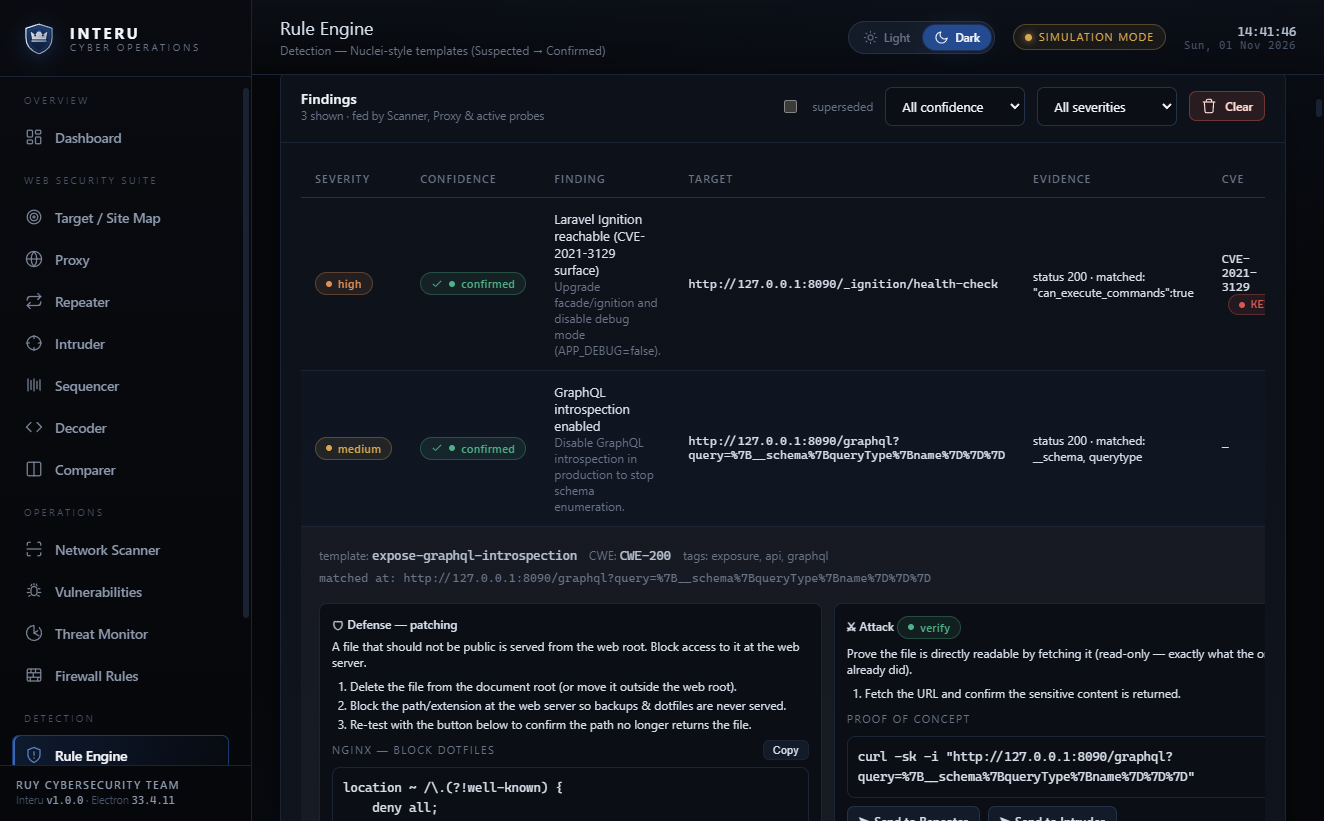 INTERU
CYBER OPERATIONS
OVERVIEW
Dashboard
WEB SECURITY SUITE
Target / Site Map
Proxy
Repeater
Intruder
Sequencer
Decoder
Comparer
OPERATIONS
Network Scanner
Vulnerabilities
Threat Monitor
Firewall Rules
DETECTION
Rule Engine
RUY CYBERSECURITY TEAM
Interu v1.0.0 · Electron 33.4.11
Rule Engine
Detection — Nuclei-style templates (Suspected → Confirmed)
Light
Dark
SIMULATION MODE
14:41:46
Sun, 01 Nov 2026
Findings
3 shown · fed by Scanner, Proxy & active probes
superseded
All confidence
All severities
Clear
SEVERITY CONFIDENCE FINDING TARGET EVIDENCE CVE
high
confirmed
Laravel Ignition
reachable (CVE-
2021-3129
surface)
Upgrade
facade/ignition and
disable debug
mode
(APP_DEBUG=false).
http://127.0.0.1:8090/_ignition/health-check
status 200 · matched:
"can_execute_commands":true
CVE-
2021-
3129
medium
confirmed
GraphQL
introspection
enabled
Disable GraphQL
introspection in
production to stop
schema
enumeration.
http://127.0.0.1:8090/graphql?
query=%7B__schema%7BqueryType%7Bname%7D%7D%7D
status 200 · matched:
__schema, querytype
—
template: expose-graphql-introspection CWE: CWE-200 tags: exposure, api, graphql
matched at: http://127.0.0.1:8090/graphql?query=%7B__schema%7BqueryType%7Bname%7D%7D%7D
Defense — patching
A file that should not be public is served from the web root. Block access to it at the web
server.
1. Delete the file from the document root (or move it outside the web root).
2. Block the path/extension at the web server so backups & dotfiles are never served.
3. Re-test with the button below to confirm the path no longer returns the file.
NGINX — BLOCK DOTFILES
Copy
location ~ /\.(?!well-known) {
deny all;
Attack verify
Prove the file is directly readable by fetching it (read-only — exactly what the
already did).
1. Fetch the URL and confirm the sensitive content is returned.
PROOF OF CONCEPT
curl -sk -i "http://127.0.0.1:8090/graphql?
query=%7B__schema%7BqueryType%7Bname%7D%7D%7D"
Send to Repeater
Send to Intruder